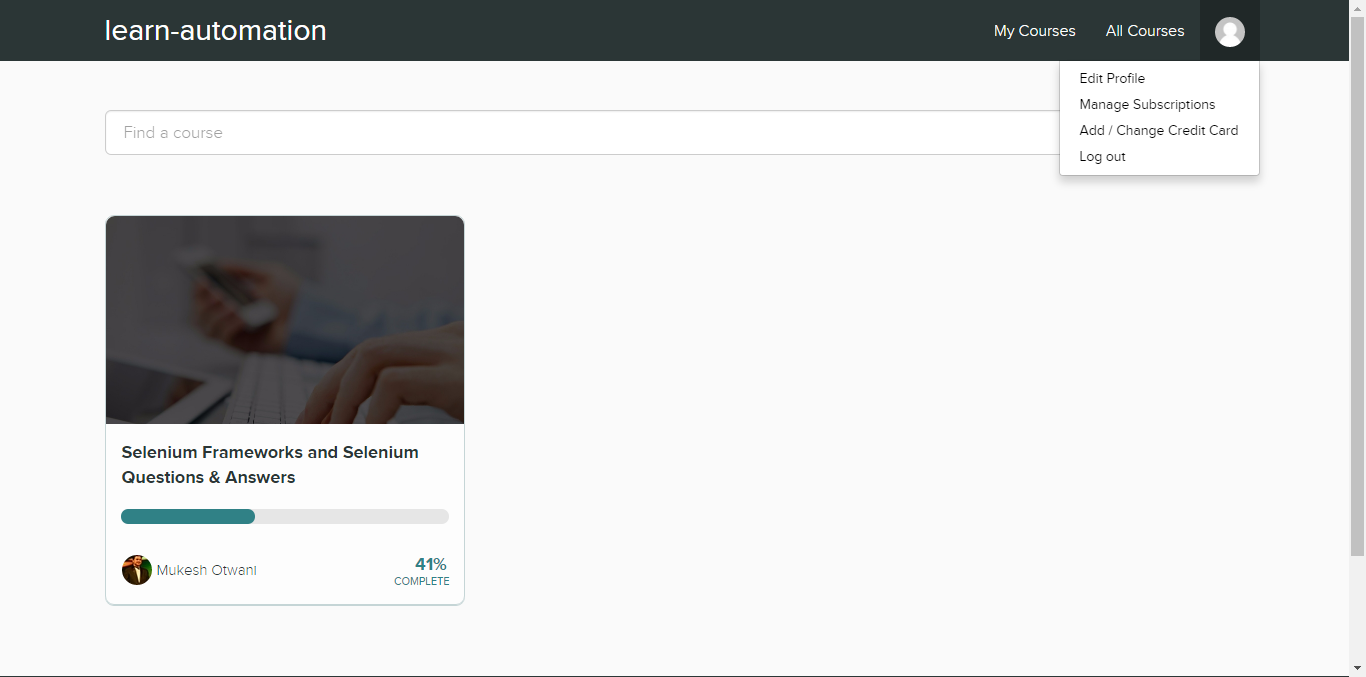 learn-automation
My Courses
All Courses
Edit Profile
Manage Subscriptions
Add / Change Credit Card
Log out
Find a course
Selenium Frameworks and Selenium
Questions & Answers
Mukesh Otwani
41%
COMPLETE